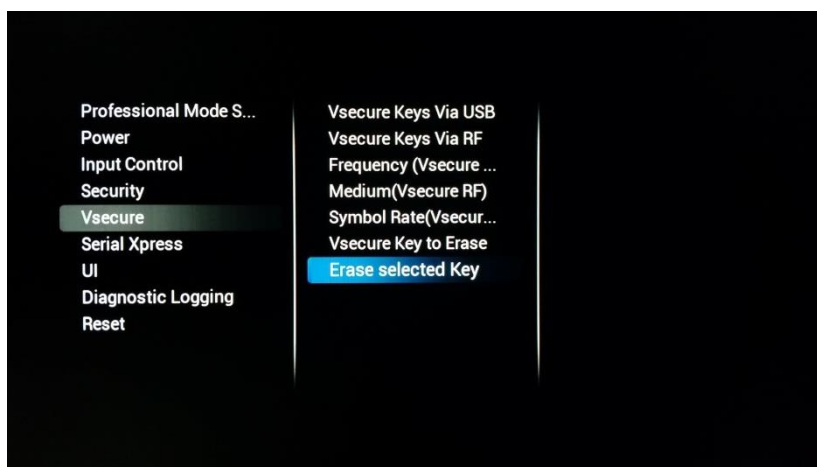 Professional Mode S...
Power
Input Control
Security
Vsecure
Serial Xpress
UI
Diagnostic Logging
Reset
Vsecure Keys Via USB
Vsecure Keys Via RF
Frequency (Vsecure ...
Medium(Vsecure RF)
Symbol Rate(Vsecur...
Vsecure Key to Erase
Erase selected Key